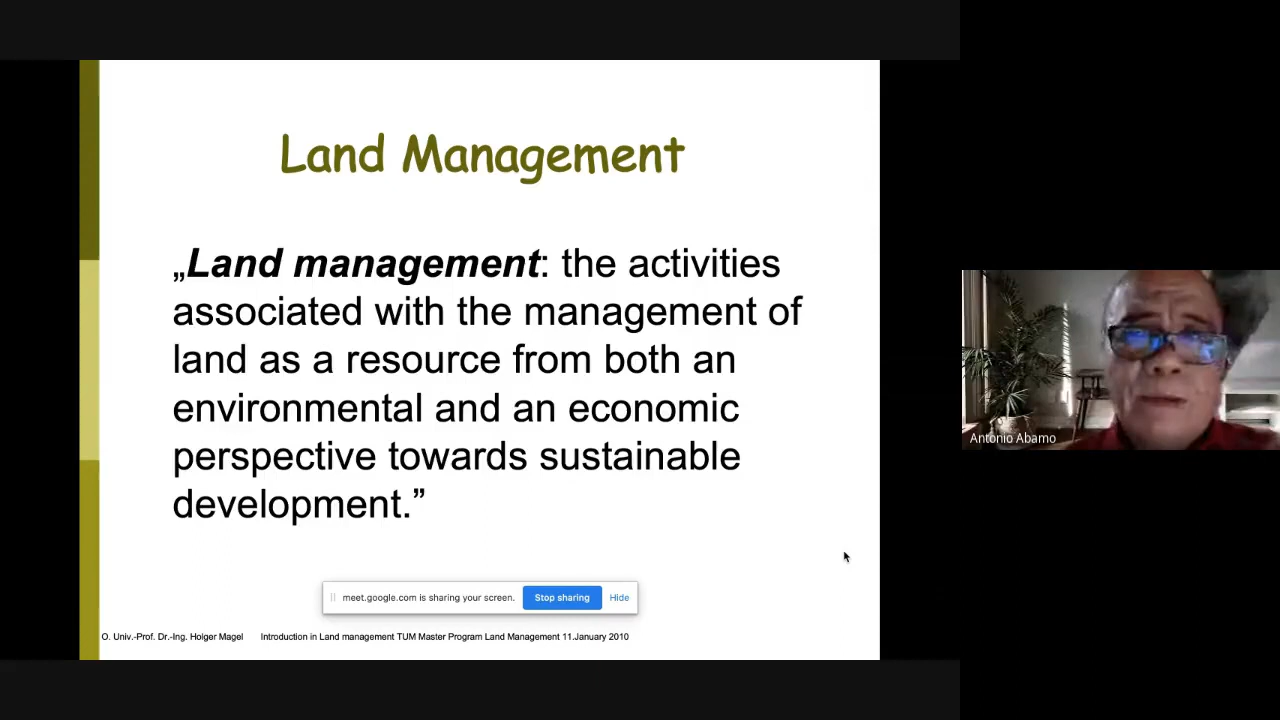 Land Management
„Land management: the activities
associated with the management of
land as a resource from both an
environmental and an economic
perspective towards sustainable
development.”
meet.google.com is sharing your screen. Stop sharing Hide
O. Univ.-Prof. Dr.-Ing. Holger Magel Introduction in Land management TUM Master Program Land Management 11.January 2010
Antonio Abamo